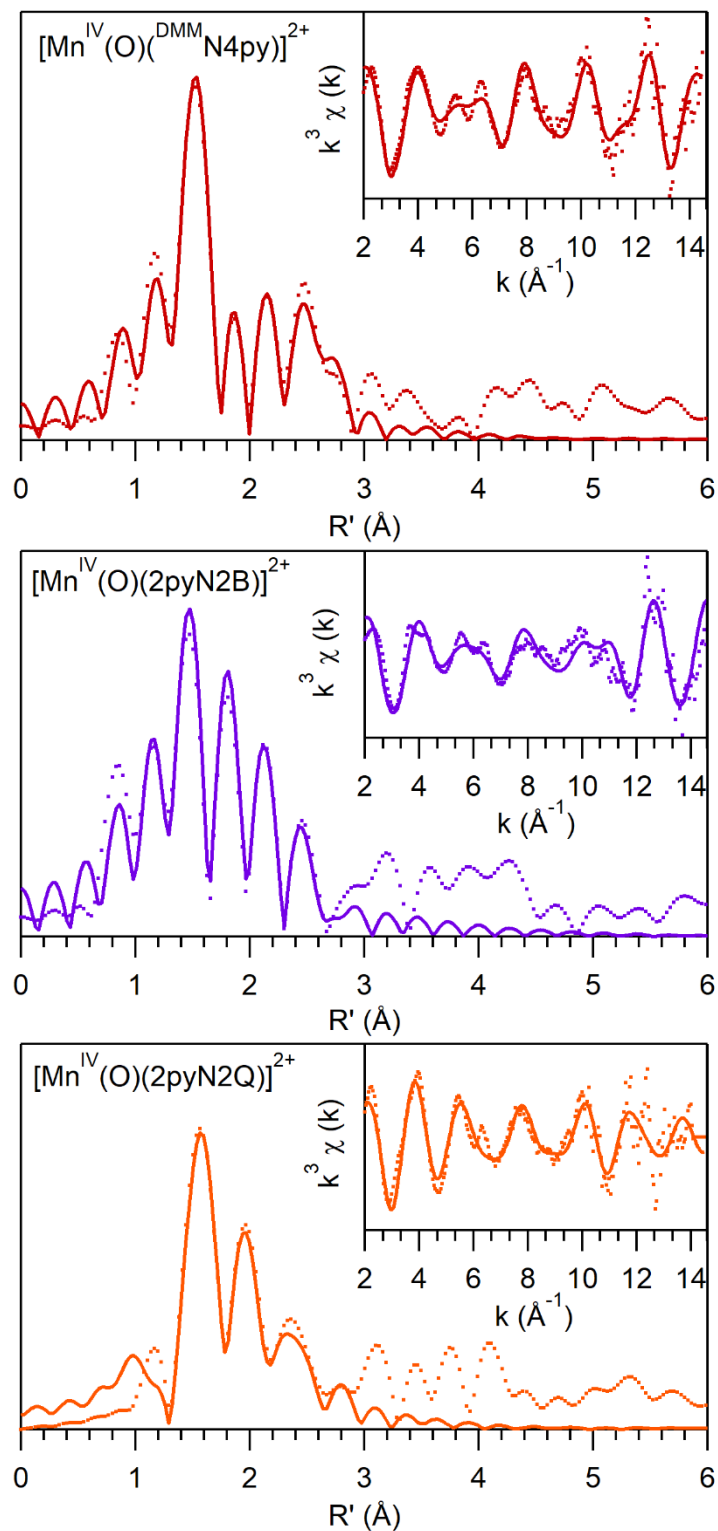 [Mn^IV(O)(^DMMN4py)]^2+
k^3 χ (k)
2 4 6 8 10 12 14
k (Å^-1)
0 1 2 3 4 5 6
R' (Å)
[Mn^IV(O)(2pyN2B)]^2+
k^3 χ (k)
2 4 6 8 10 12 14
k (Å^-1)
0 1 2 3 4 5 6
R' (Å)
[Mn^IV(O)(2pyN2Q)]^2+
k^3 χ (k)
2 4 6 8 10 12 14
k (Å^-1)
0 1 2 3 4 5 6
R' (Å)